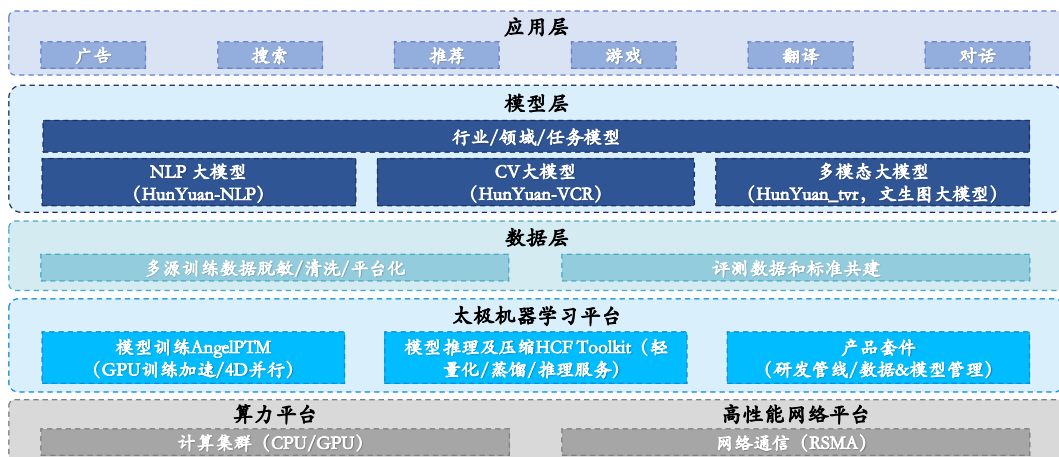 应用层
广告 搜索 推荐 游戏 翻译 对话
模型层
行业/领域/任务模型
NLP 大模型
（HunYuan-NLP）
CV大模型
（HunYuan-VCR）
多模态大模型
（HunYuan_tvr，文生图大模型）
数据层
多源训练数据脱敏/清洗/平台化
评测数据和标准共建
太极机器学习平台
模型训练AngelPTM
（GPU训练加速/4D并行）
模型推理及压缩HCF Toolkit（轻
量化/蒸馏/推理服务）
产品套件
（研发管线/数据&模型管理）
算力平台
计算集群（CPU/GPU）
高性能网络平台
网络通信（RSMA）